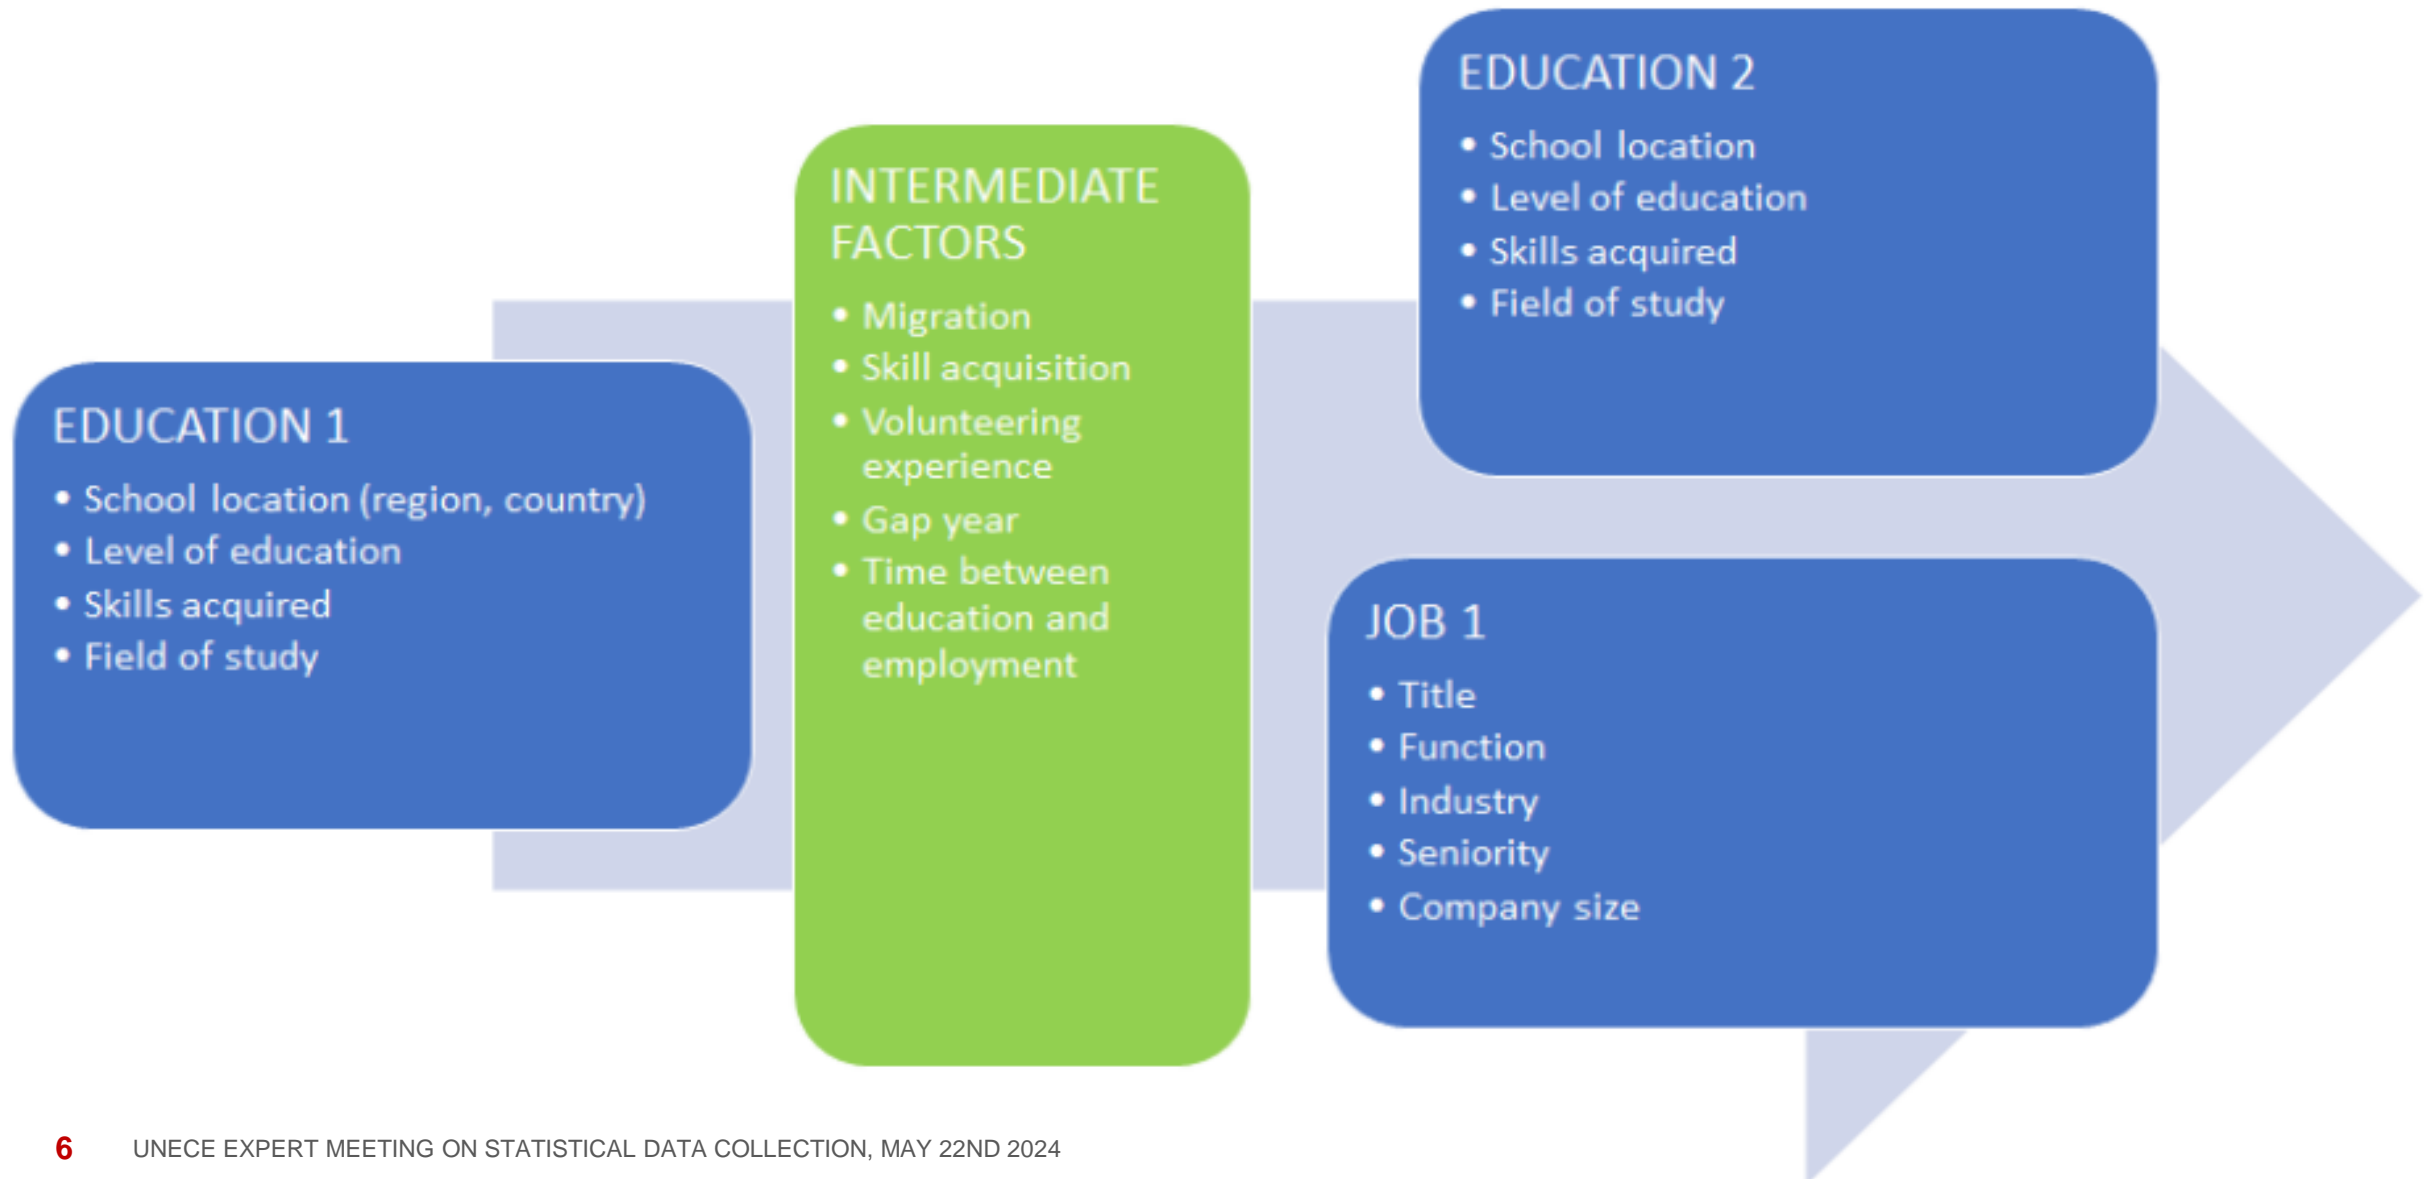 EDUCATION 1
• School location (region, country)
• Level of education
• Skills acquired
• Field of study
INTERMEDIATE
FACTORS
• Migration
• Skill acquisition
• Volunteering
experience
• Gap year
• Time between
education and
employment
EDUCATION 2
• School location
• Level of education
• Skills acquired
• Field of study
JOB 1
• Title
• Function
• Industry
• Seniority
• Company size
6 UNECE EXPERT MEETING ON STATISTICAL DATA COLLECTION, MAY 22ND 2024